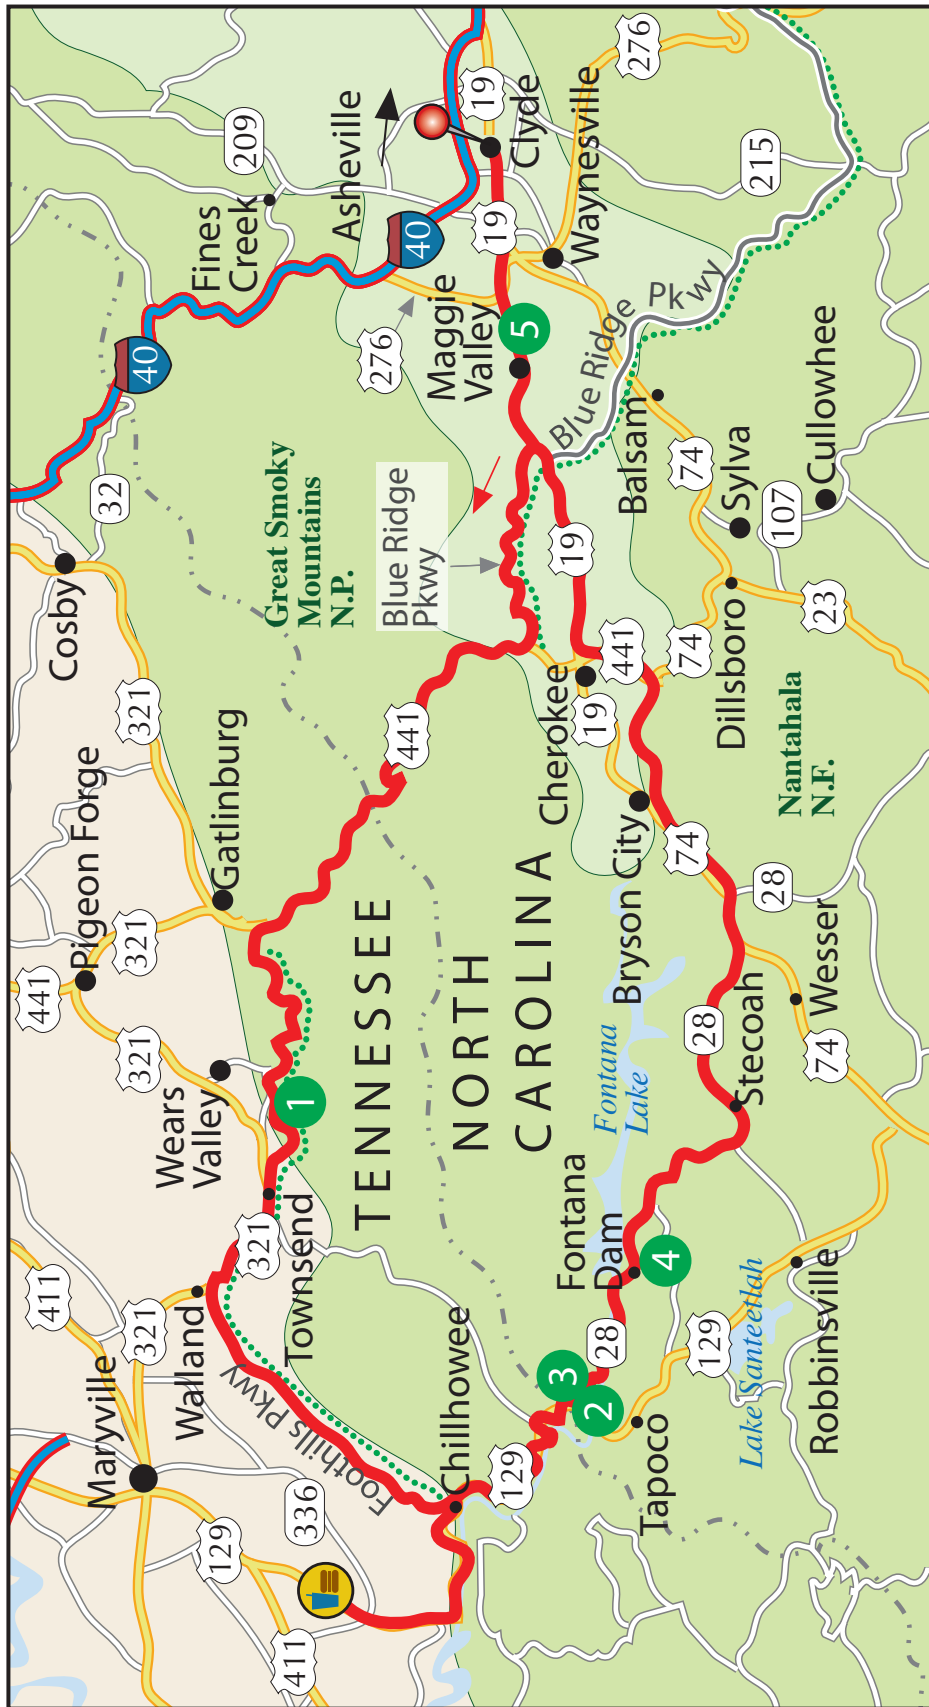 411
321
129
336
411
Maryville
Walland
Townsend
321
Foothills Pkwy
Chillhowee
129
Wears
Valley
321
321
441
Pigeon Forge
Gatlinburg
321
Cosby
32
40
Fines
Creek
209
Asheville
40
276
19
Clyde
19
Waynesville
276
215
Maggie
Valley
5
Blue Ridge Pkwy
Great Smoky
Mountains
N.P.
Blue Ridge
Pkwy
441
19
Cherokee
441
19
74
Balsam
74
Sylva
107
Cullowhee
Dillsboro
23
Nantahala
N.F.
Bryson City
74
28
Wesser
74
28
Stecoah
Fontana
Lake
TENNESSEE
NORTH
CAROLINA
1
Fontana
Dam
4
28
3
2
Tapoco
129
Lake Santeetlah
Robbinsville